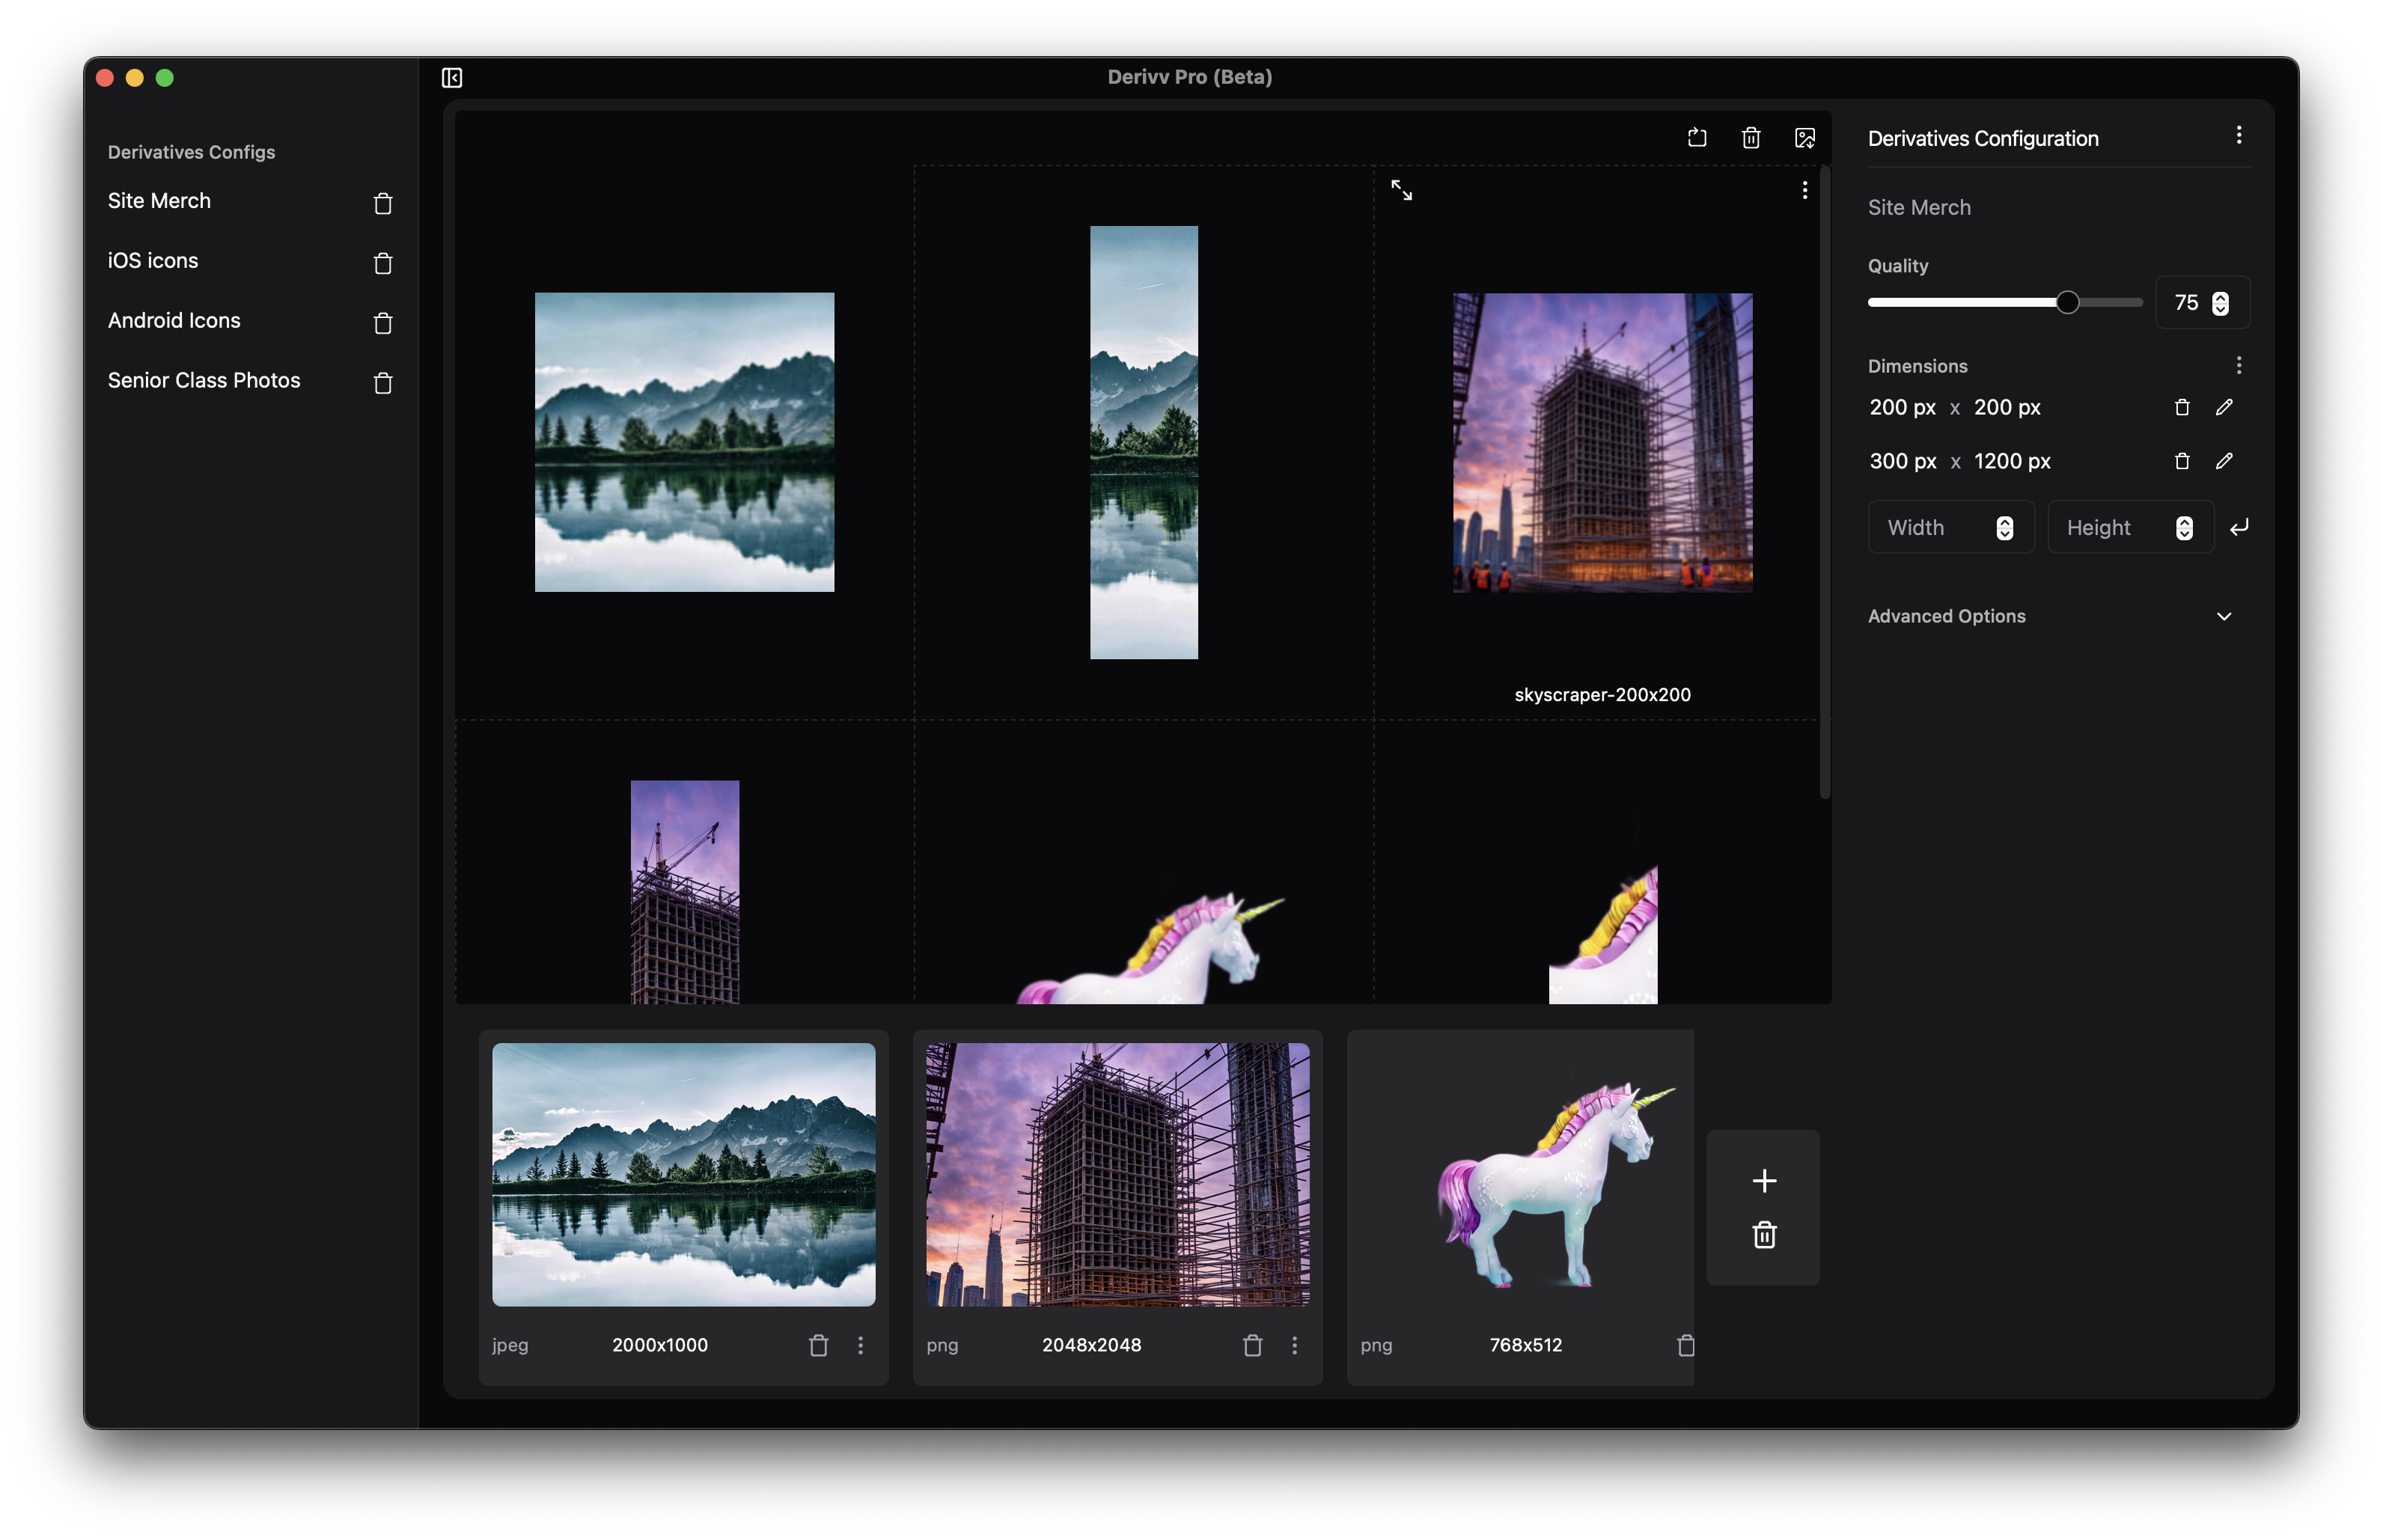 Derivv Pro (Beta)
Derivatives Configs
Site Merch
iOS icons
Android Icons
Senior Class Photos
skyscraper-200x200
jpeg 2000x1000
png 2048x2048
png 768x512
Derivatives Configuration
Site Merch
Quality
75
Dimensions
200 px x 200 px
300 px x 1200 px
Width Height
Advanced Options